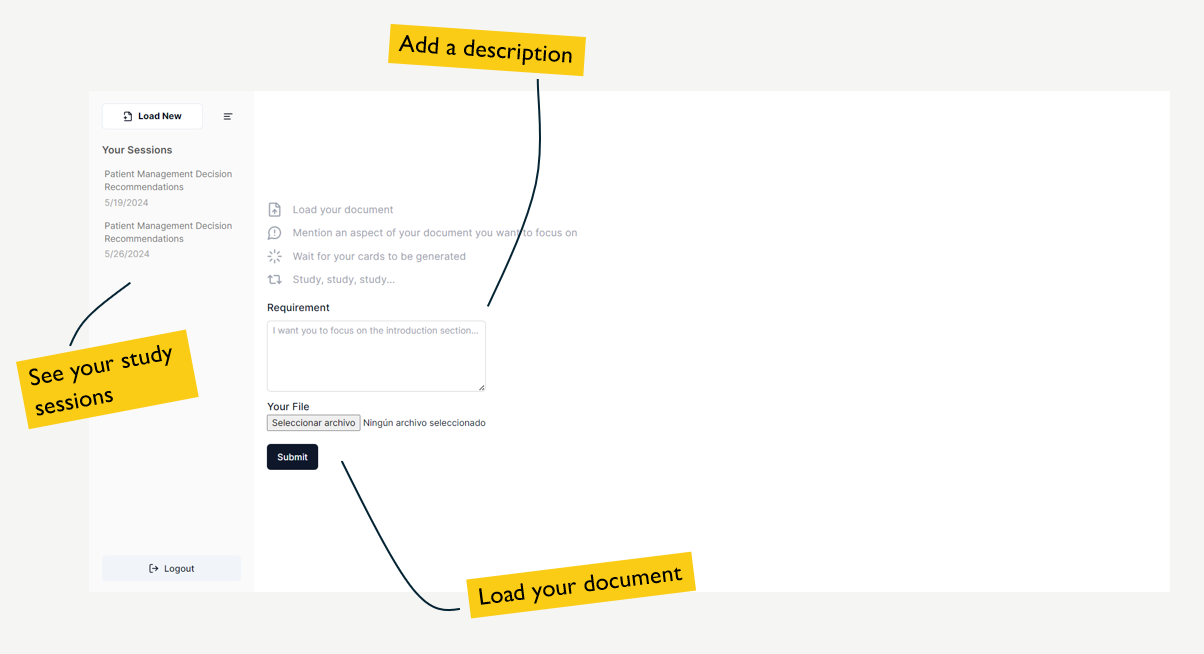 Add a description
Load New
Your Sessions
Patient Management Decision
Recommendations
5/19/2024
Patient Management Decision
Recommendations
5/26/2024
See your study
sessions
Logout
Load your document
Mention an aspect of your document you want to focus on
Wait for your cards to be generated
Study, study, study...
Requirement
I want you to focus on the introduction section...
Your File
Seleccionar archivo Ningún archivo seleccionado
Submit
Load your document